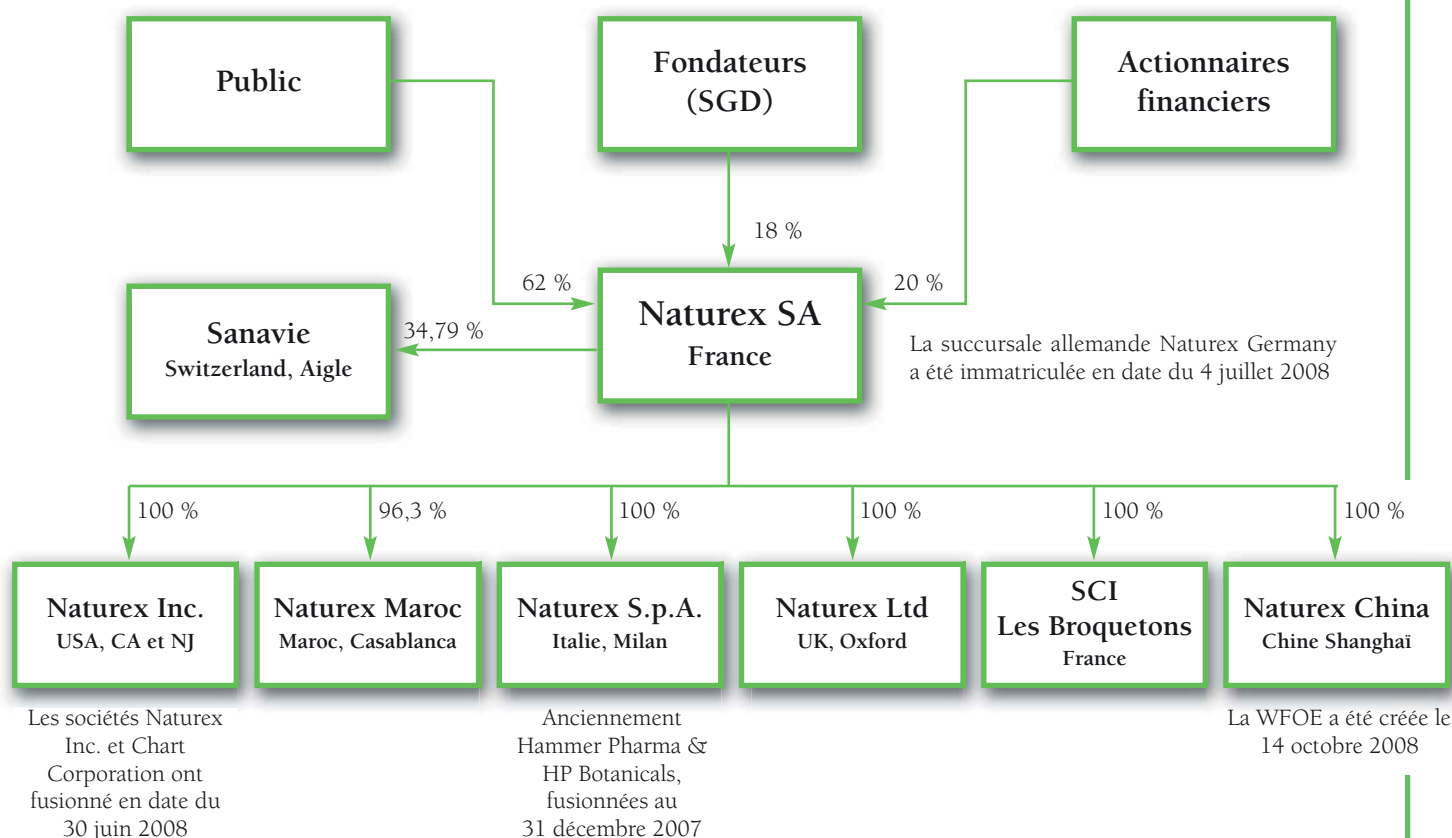 Public
Fondateurs
(SGD)
Actionnaires
financiers
18 %
62 %
20 %
Sanavie
Switzerland, Aigle
34,79 %
Naturex SA
France
La succursale allemande Naturex Germany
a été immatriculée en date du 4 juillet 2008
100 %
96,3 %
100 %
100 %
100 %
100 %
Naturex Inc.
USA, CA et NJ
Naturex Maroc
Maroc, Casablanca
Naturex S.p.A.
Italie, Milan
Naturex Ltd
UK, Oxford
SCI
Les Broquetons
France
Naturex China
Chine Shanghaï
Les sociétés Naturex
Inc. et Chart
Corporation ont
fusionné en date du
30 juin 2008
Anciennement
Hammer Pharma &
HP Botanicals,
fusionnées au
31 décembre 2007
La WFOE a été créée le
14 octobre 2008